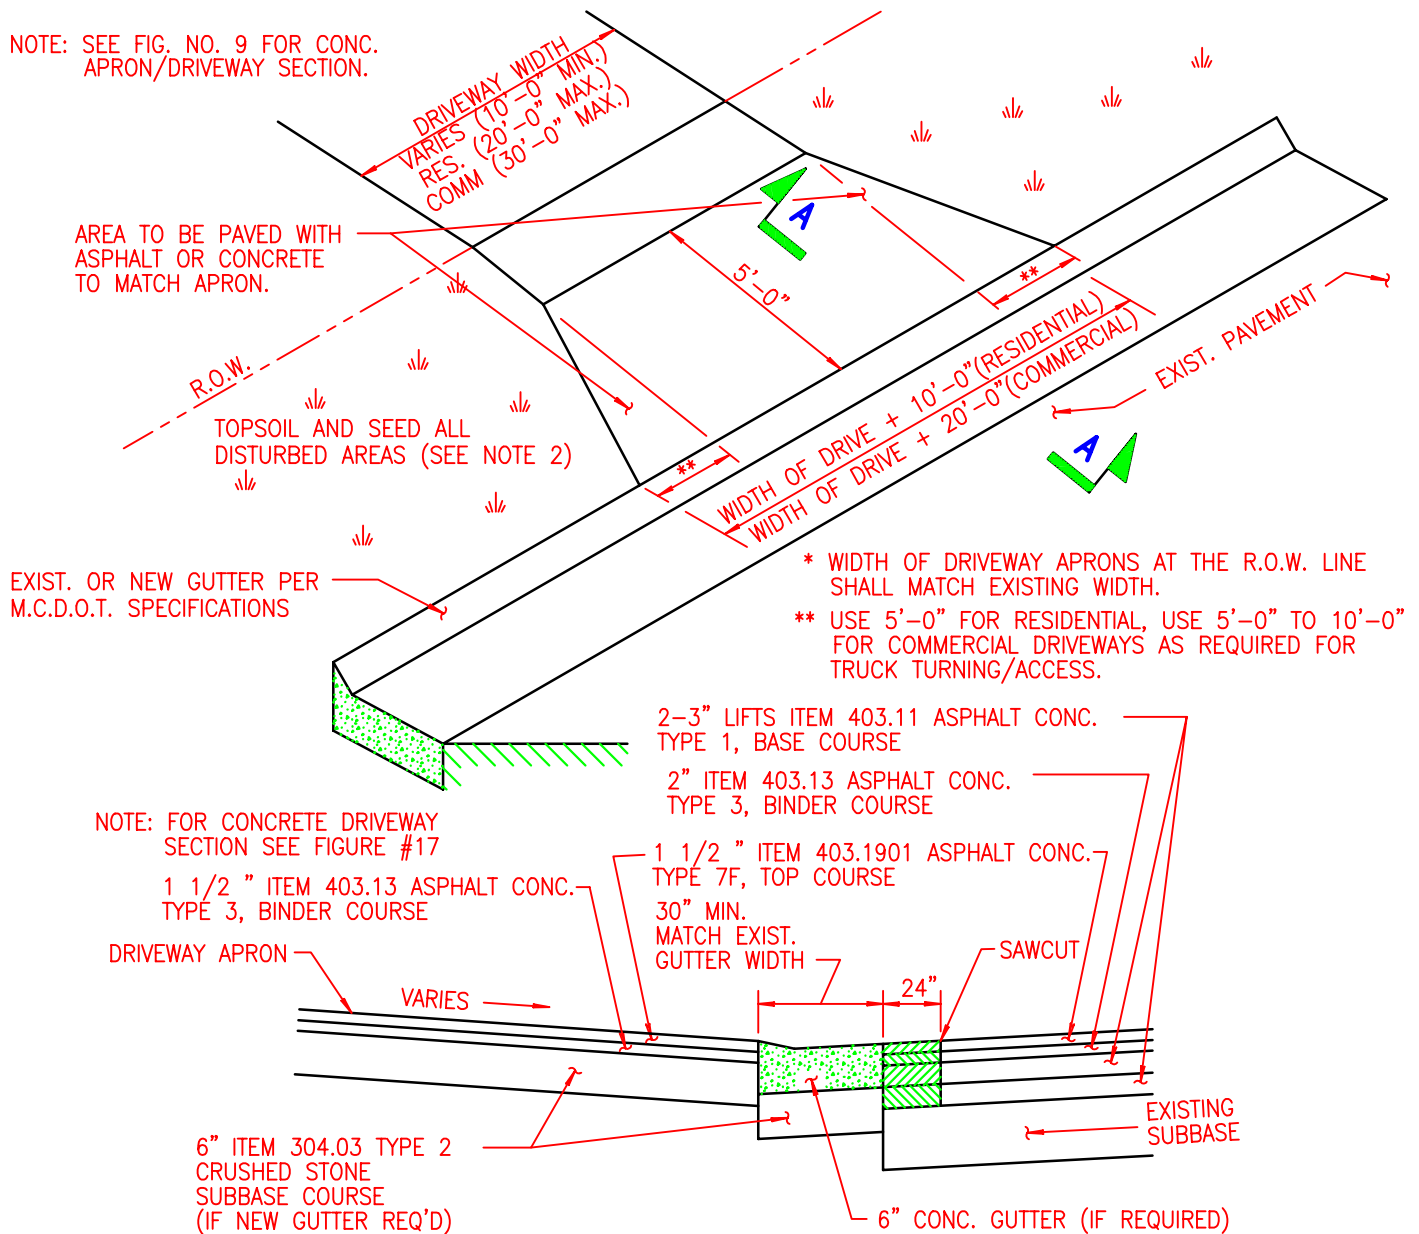 NOTE: SEE FIG. NO. 9 FOR CONC.
APRON/DRIVEWAY SECTION.
DRIVEWAY WIDTH
VARIES (10'-0" MIN.)
RES. (20'-0" MAX.)
COMM (30'-0" MAX.)
A
AREA TO BE PAVED WITH
ASPHALT OR CONCRETE
TO MATCH APRON.
5'-0"
**
R.O.W.
WIDTH OF DRIVE + 10'-0"(RESIDENTIAL)
WIDTH OF DRIVE + 20'-0"(COMMERCIAL)
EXIST. PAVEMENT
TOPSOIL AND SEED ALL
DISTURBED AREAS (SEE NOTE 2)
**
A
EXIST. OR NEW GUTTER PER
M.C.D.O.T. SPECIFICATIONS
* WIDTH OF DRIVEWAY APRONS AT THE R.O.W. LINE
SHALL MATCH EXISTING WIDTH.
** USE 5'-0" FOR RESIDENTIAL, USE 5'-0" TO 10'-0"
FOR COMMERCIAL DRIVEWAYS AS REQUIRED FOR
TRUCK TURNING/ACCESS.
2-3" LIFTS ITEM 403.11 ASPHALT CONC.
TYPE 1, BASE COURSE
2" ITEM 403.13 ASPHALT CONC.
TYPE 3, BINDER COURSE
NOTE: FOR CONCRETE DRIVEWAY
SECTION SEE FIGURE #17
1 1/2 " ITEM 403.1901 ASPHALT CONC.
TYPE 7F, TOP COURSE
1 1/2 " ITEM 403.13 ASPHALT CONC.
TYPE 3, BINDER COURSE
30" MIN.
MATCH EXIST.
GUTTER WIDTH
DRIVEWAY APRON
SAWCUT
VARIES
24"
EXISTING
SUBBASE
6" ITEM 304.03 TYPE 2
CRUSHED STONE
SUBBASE COURSE
(IF NEW GUTTER REQ'D)
6" CONC. GUTTER (IF REQUIRED)